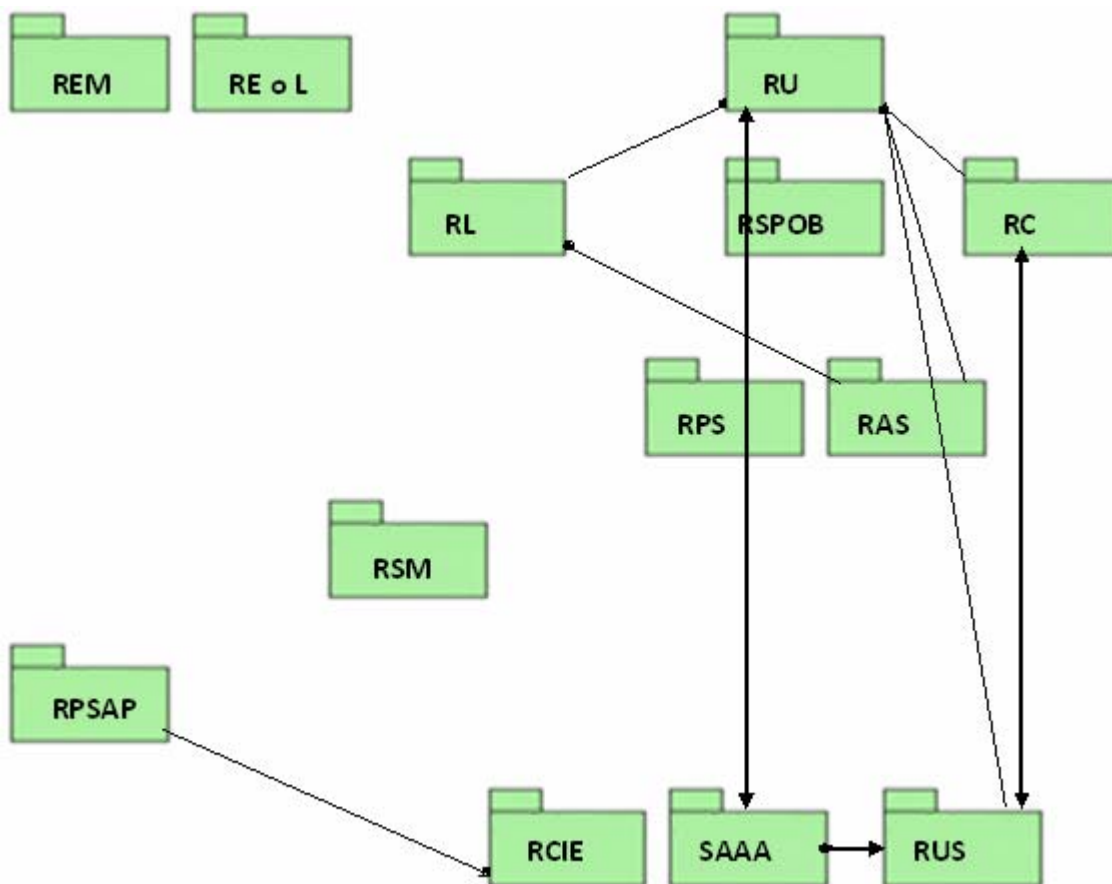 REM
RE o L
RU
RL
RSPOB
RC
RPS
RAS
RSM
RPSAP
RCIE
SAAA
RUS